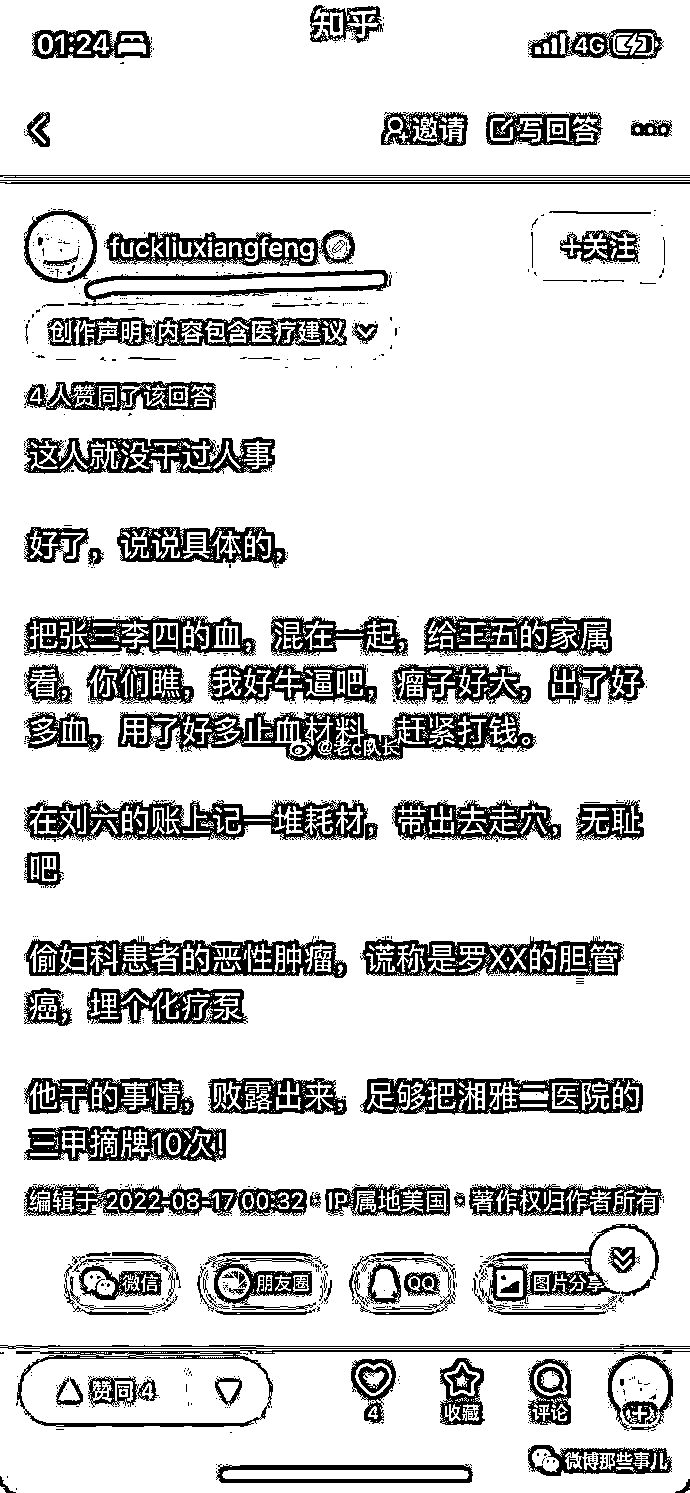 知乎
01:24
4G
邀请 写回答
fuckliuxiangfeng
+关注
创作声明：内容包含医疗建议
4 人赞同了该回答
这人就没干过人事
好了，说说具体的，
把张三李四的血，混在一起，给王五的家属
看，你们瞧，我好牛逼吧，瘤子好大，出了好
多血，用了好多止血材料，赶紧打钱。
@老c队长
在刘六的账上记一堆耗材，带出去走穴，无耻
吧
偷妇科患者的恶性肿瘤，谎称是罗XX的胆管
癌，埋个化疗泵
他干的事情，败露出来，足够把湘雅二医院的
三甲摘牌10次！
编辑于 2022-08-17 00:32 · IP 属地美国 · 著作权归作者所有
微信 朋友圈 QQ 图片分享
赞同 4 4 收藏 评论
微博那些事儿